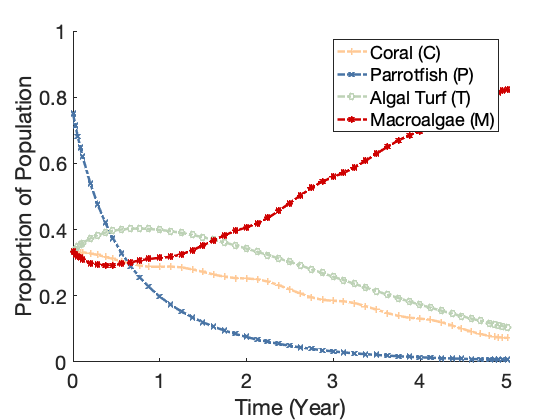 Proportion of Population
1
0.8
0.6
0.4
0.2
0
0
1
2
3
4
5
Time (Year)
Coral (C)
Parrotfish (P)
Algal Turf (T)
Macroalgae (M)